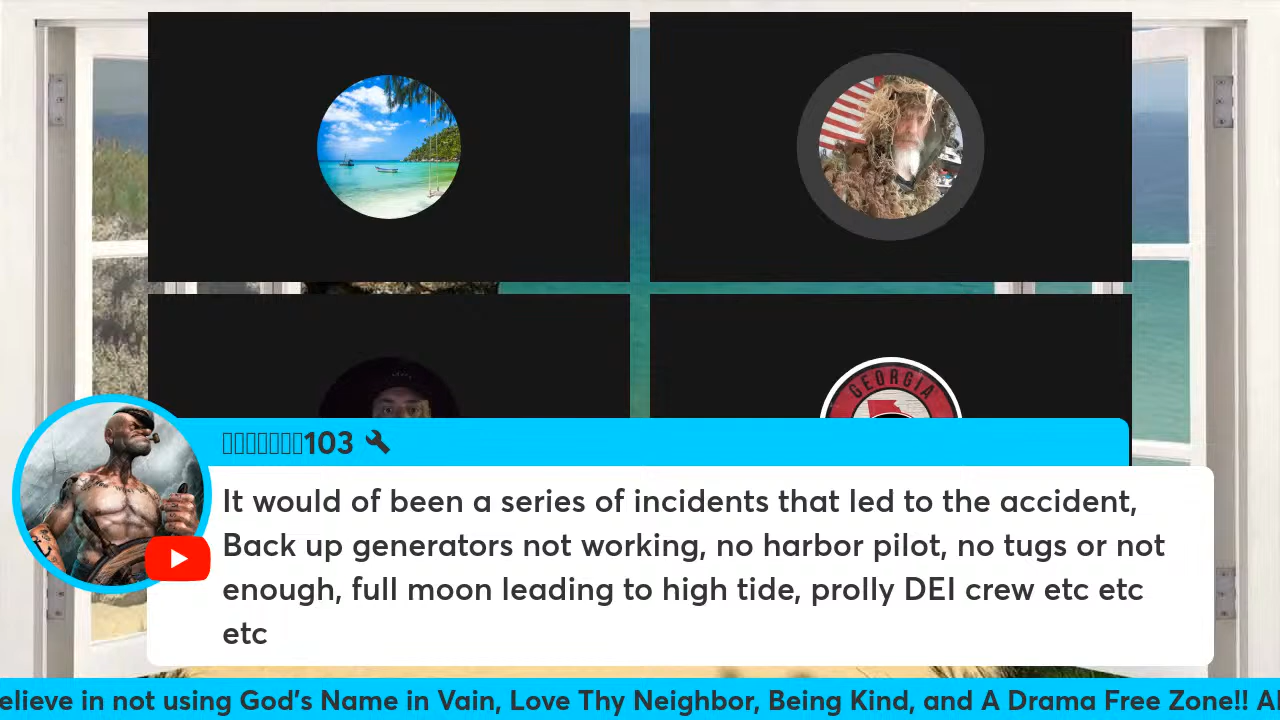 GEORGIA
103
It would of been a series of incidents that led to the accident,
Back up generators not working, no harbor pilot, no tugs or not
enough, full moon leading to high tide, prolly DEI crew etc etc
etc
elieve in not using God's Name in Vain, Love Thy Neighbor, Being Kind, and A Drama Free Zone!!